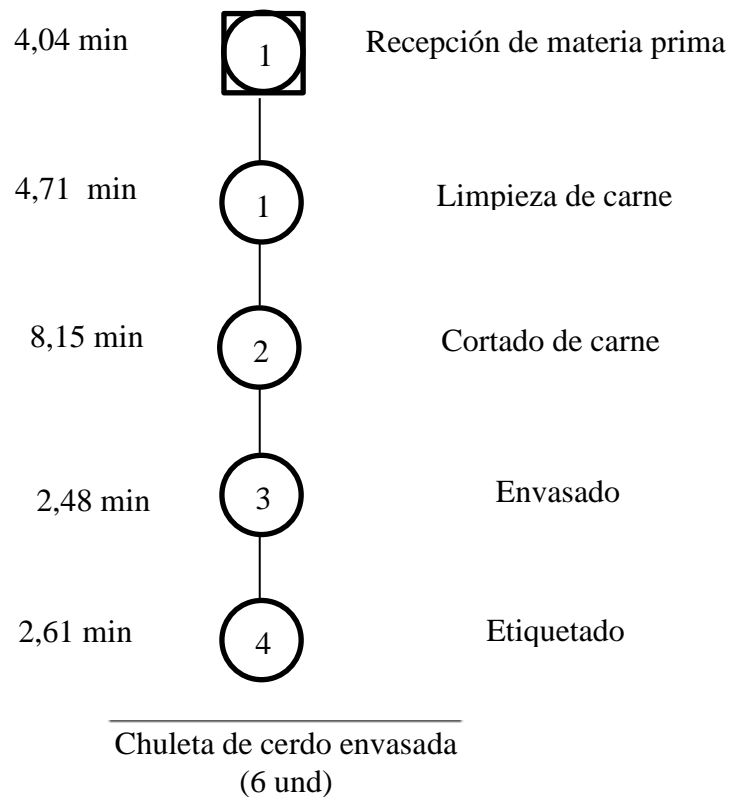 4,04 min 1 Recepción de materia prima
4,71 min 1 Limpieza de carne
8,15 min 2 Cortado de carne
2,48 min 3 Envasado
2,61 min 4 Etiquetado
Chuleta de cerdo envasada
(6 und)